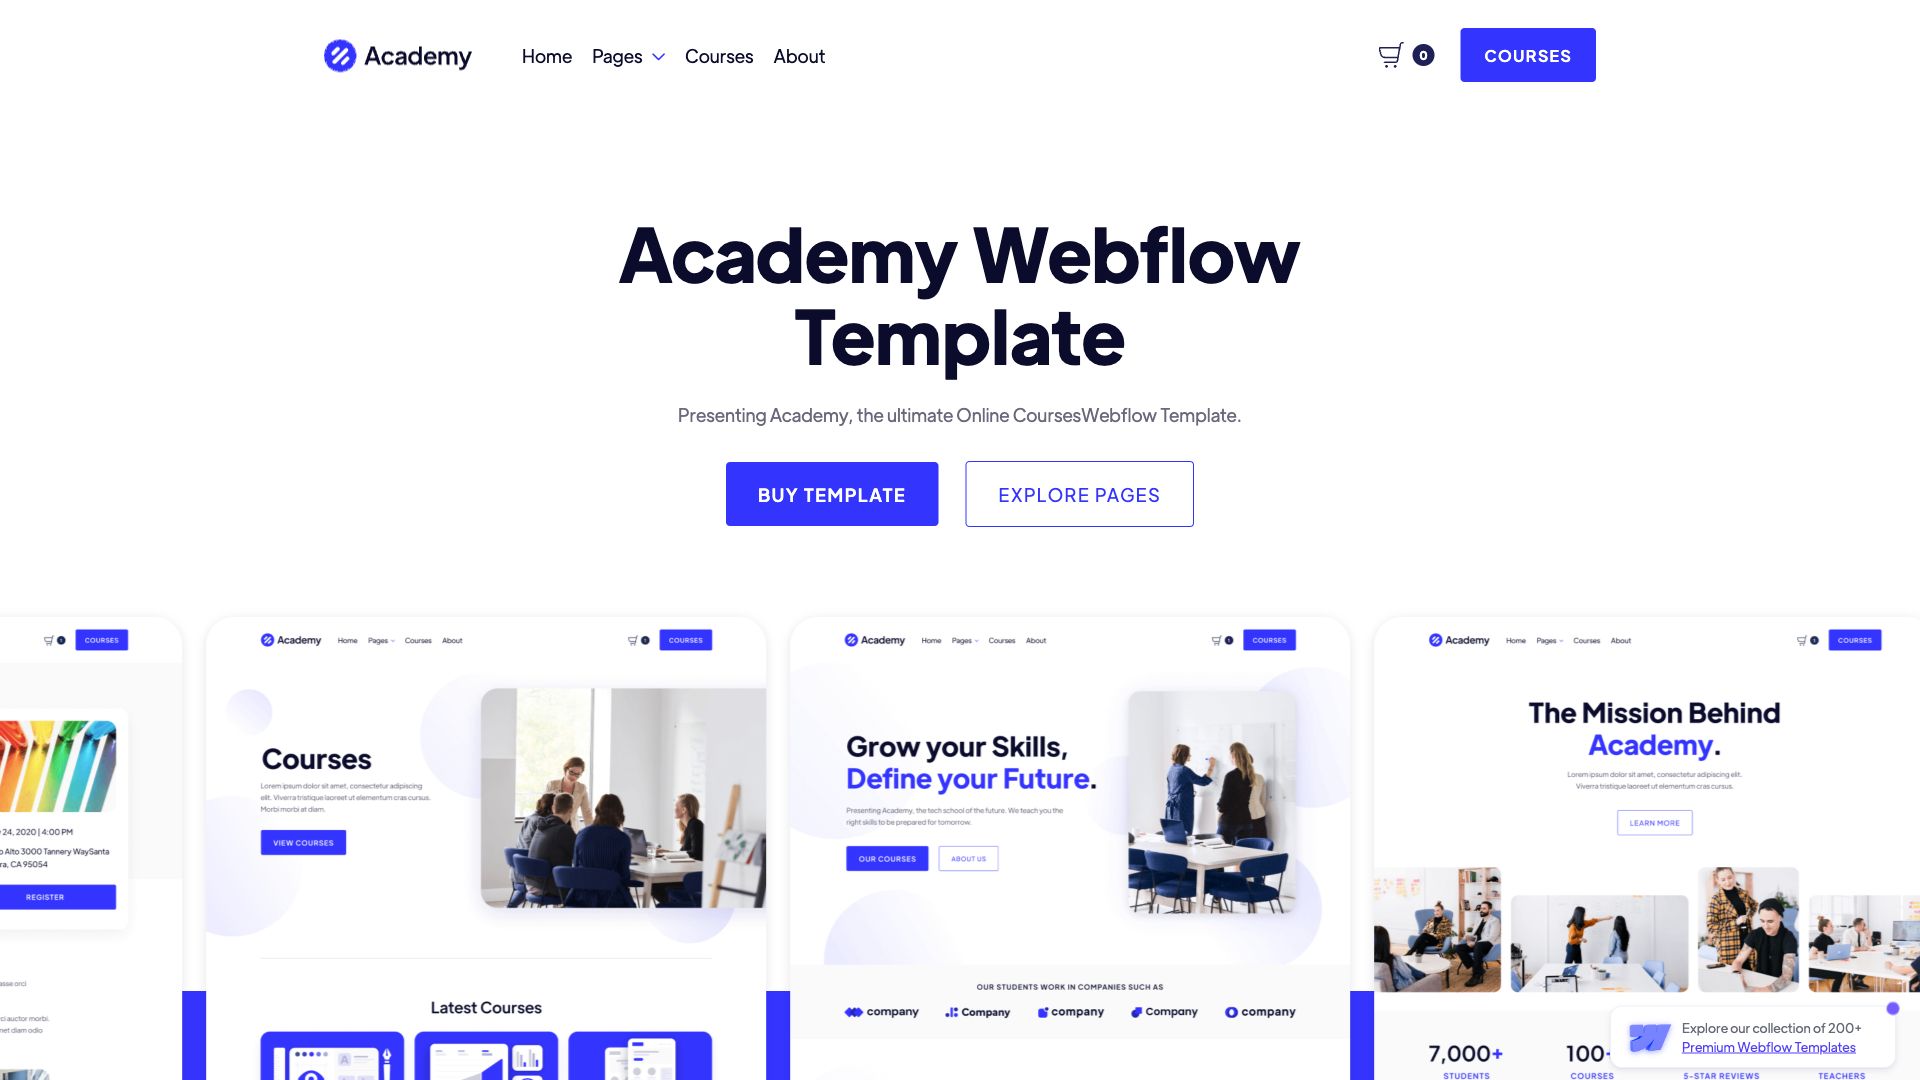 Academy
Home Pages Courses About
0
COURSES
Academy Webflow
Template
Presenting Academy, the ultimate Online CoursesWebflow Template.
BUY TEMPLATE
EXPLORE PAGES
COURSES
24, 2020 | 4:00 PM
Alto 3000 Tannery WaySanta
CA 95054
REGISTER
asse orci
auctor morbi.
diam odio
Academy Home Pages Courses About
COURSES
Courses
Lorem ipsum dolor sit amet, consectetur adipiscing
elit. Viverra tristique laoreet ut elementum cras cursus.
Morbi morbi at diam.
VIEW COURSES
Latest Courses
Academy Home Pages Courses About
COURSES
Grow your Skills,
Define your Future.
Presenting Academy, the tech school of the future. We teach you the
right skills to be prepared for tomorrow.
OUR COURSES
ABOUT US
OUR STUDENTS WORK IN COMPANIES SUCH AS
company Company company Company company
Academy Home Pages Courses About
COURSES
The Mission Behind
Academy.
Lorem ipsum dolor sit amet, consectetur adipiscing elit.
Viverra tristique laoreet ut elementum cras cursus.
LEARN MORE
7,000+
STUDENTS
100+
COURSES
5-STAR REVIEWS
TEACHERS
Explore our collection of 200+
Premium Webflow Templates